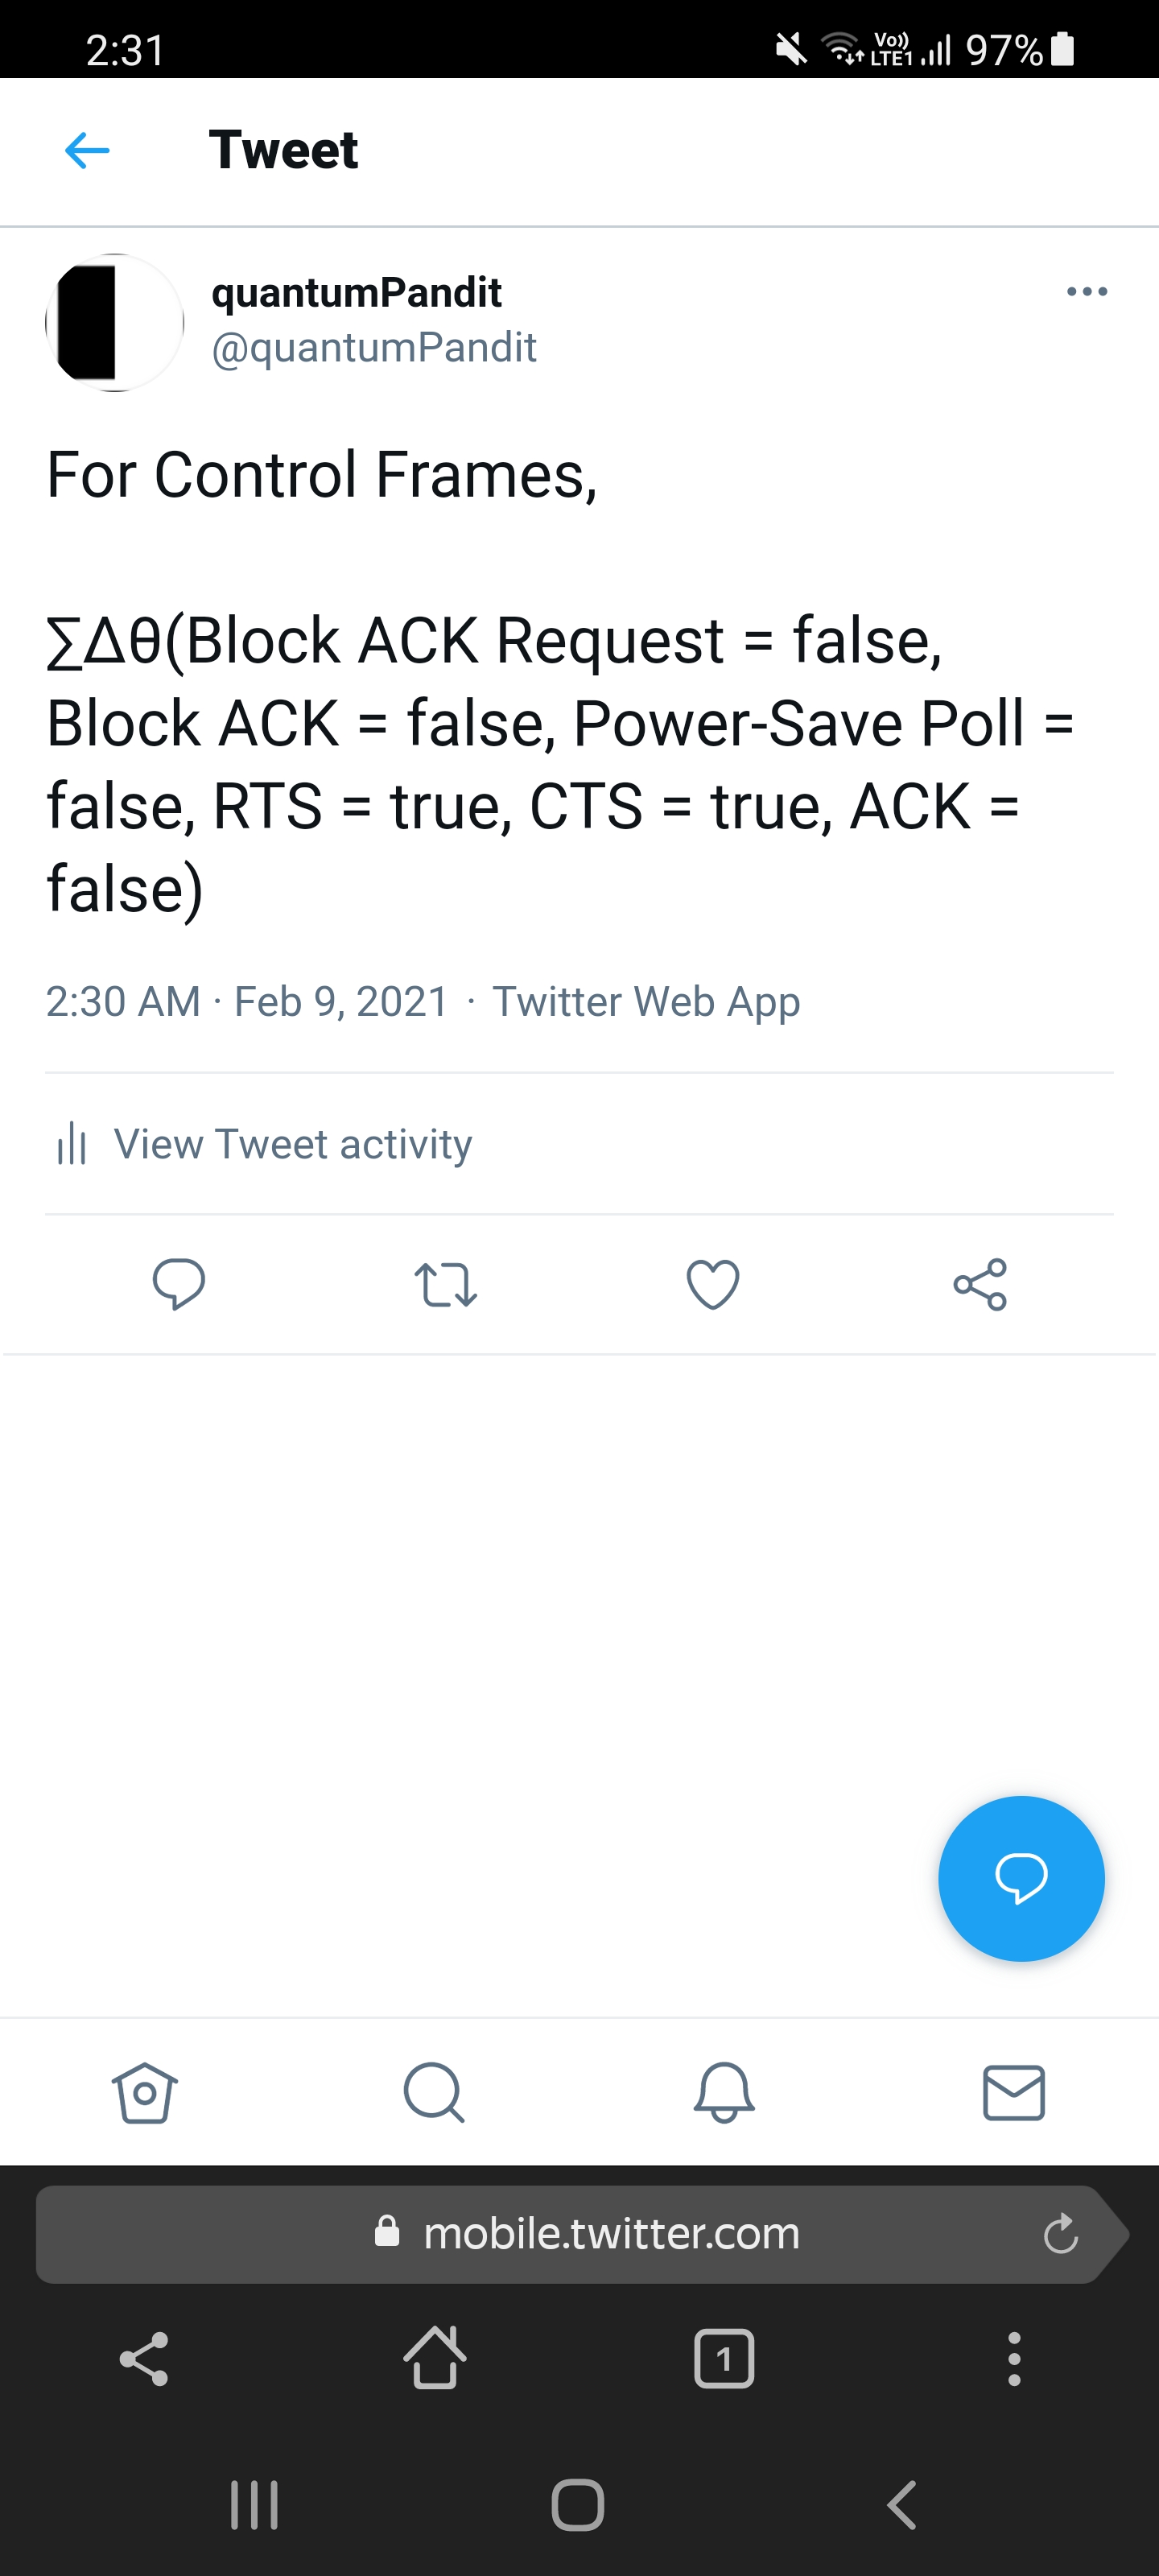 2:31
Vo)) LTE1 97%
Tweet
quantumPandit
@quantumPandit
For Control Frames,
∑Δθ(Block ACK Request = false,
Block ACK = false, Power-Save Poll =
false, RTS = true, CTS = true, ACK =
false)
2:30 AM · Feb 9, 2021 · Twitter Web App
View Tweet activity
mobile.twitter.com
1